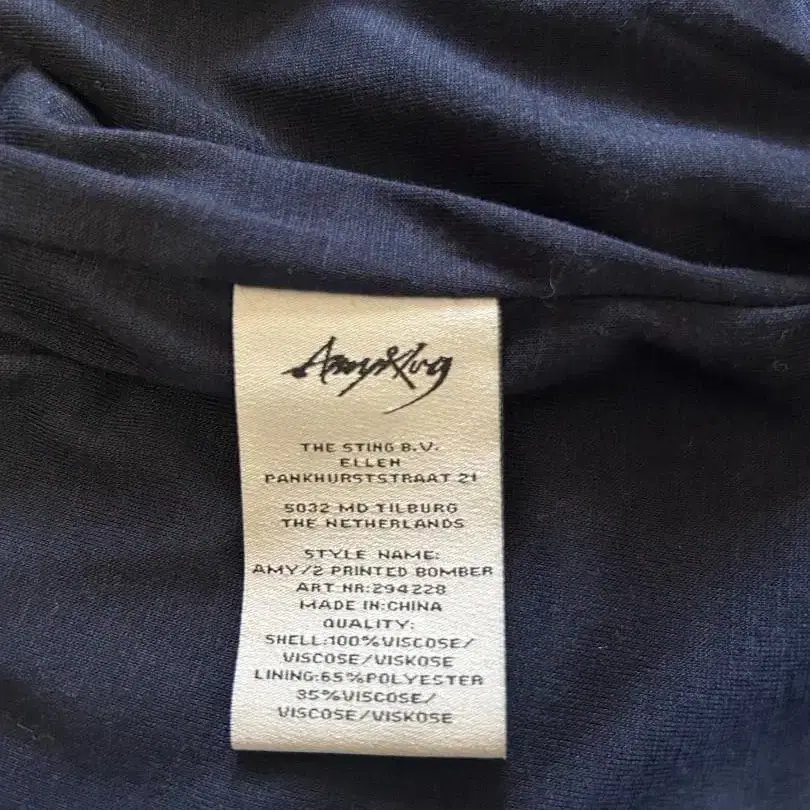 Amy&Ivy
THE STING B.V.
ELLEN
PANKHURSTSTRAAT 21
5032 MD TILBURG
THE NETHERLANDS
STYLE NAME:
AMY/2 PRINTED BOMBER
ART NR:294228
MADE IN:CHINA
QUALITY:
SHELL:100%VISCOSE/
VISCOSE/VISKOSE
LINING:65%POLYESTER
35%VISCOSE/
VISCOSE/VISKOSE